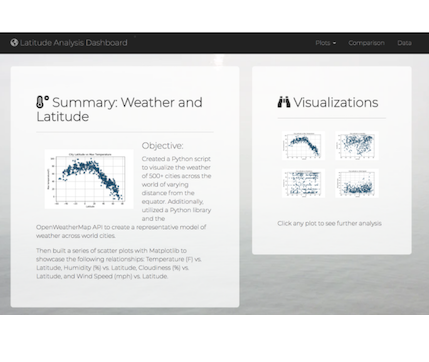 Latitude Analysis Dashboard
Plots
Comparison
Data
Summary: Weather and
Latitude
Objective:
Created a Python script
to visualize the weather
of 500+ cities across the
world of varying
distance from the
equator. Additionally,
utilized a Python library
and the
OpenWeatherMap API to create a representative model of
weather across world cities.
Then built a series of scatter plots with Matplotlib to
showcase the following relationships: Temperature (F) vs.
Latitude, Humidity (%) vs. Latitude, Cloudiness (%) vs.
Latitude, and Wind Speed (mph) vs. Latitude.
Visualizations
Click any plot to see further analysis.